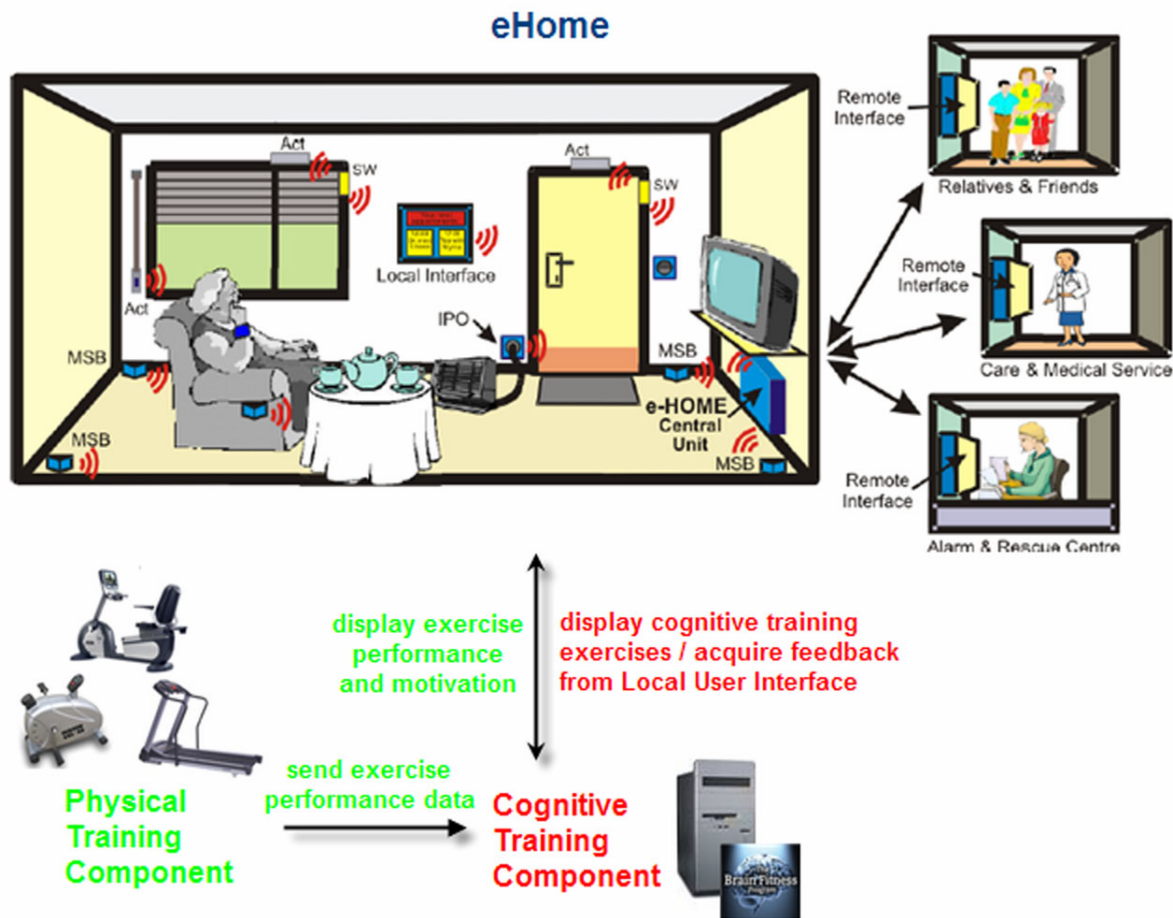 eHome
Act
SW
Act
SW
Local Interface
Act
IPO
MSB
MSB
MSB
e-HOME
Central
Unit
MSB
Remote
Interface
Relatives & Friends
Remote
Interface
Care & Medical Service
Remote
Interface
Alarm & Rescue Centre
display exercise
performance
and motivation
display cognitive training
exercises / acquire feedback
from Local User Interface
send exercise
performance data
Physical
Training
Component
Cognitive
Training
Component
The
Brain Fitness
Program